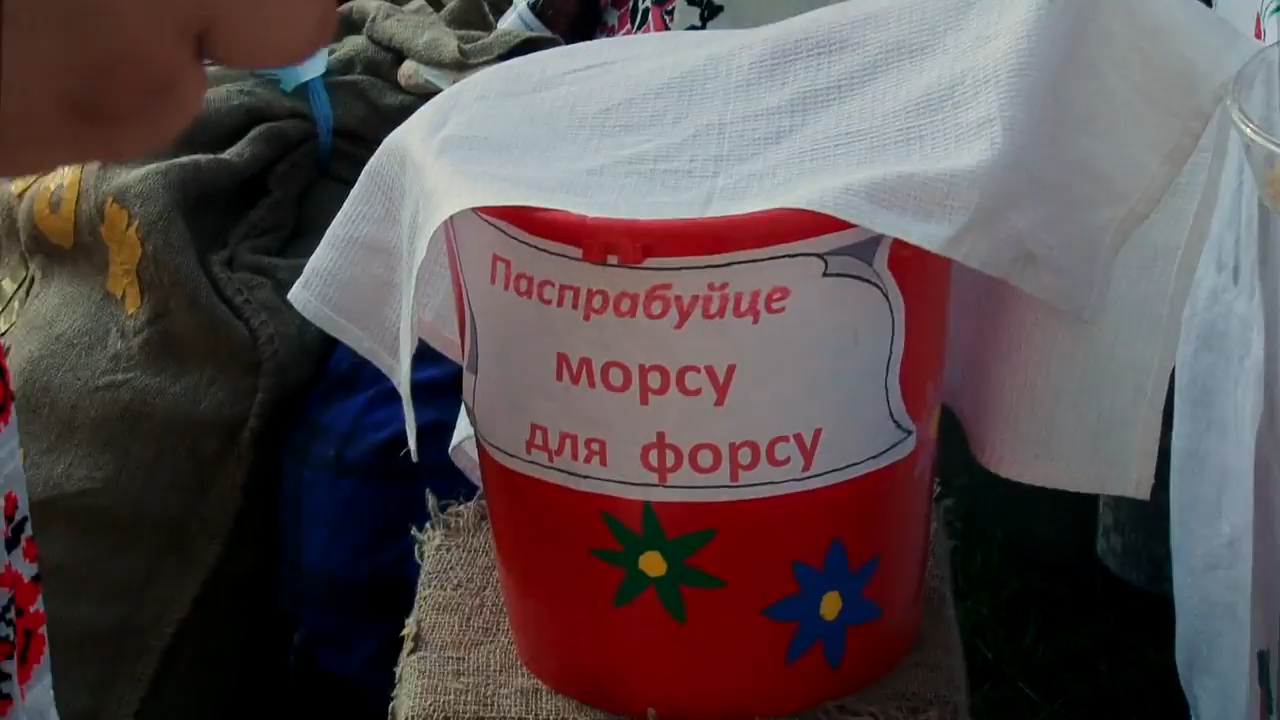 Паспрабуйце
морсу
для форсу